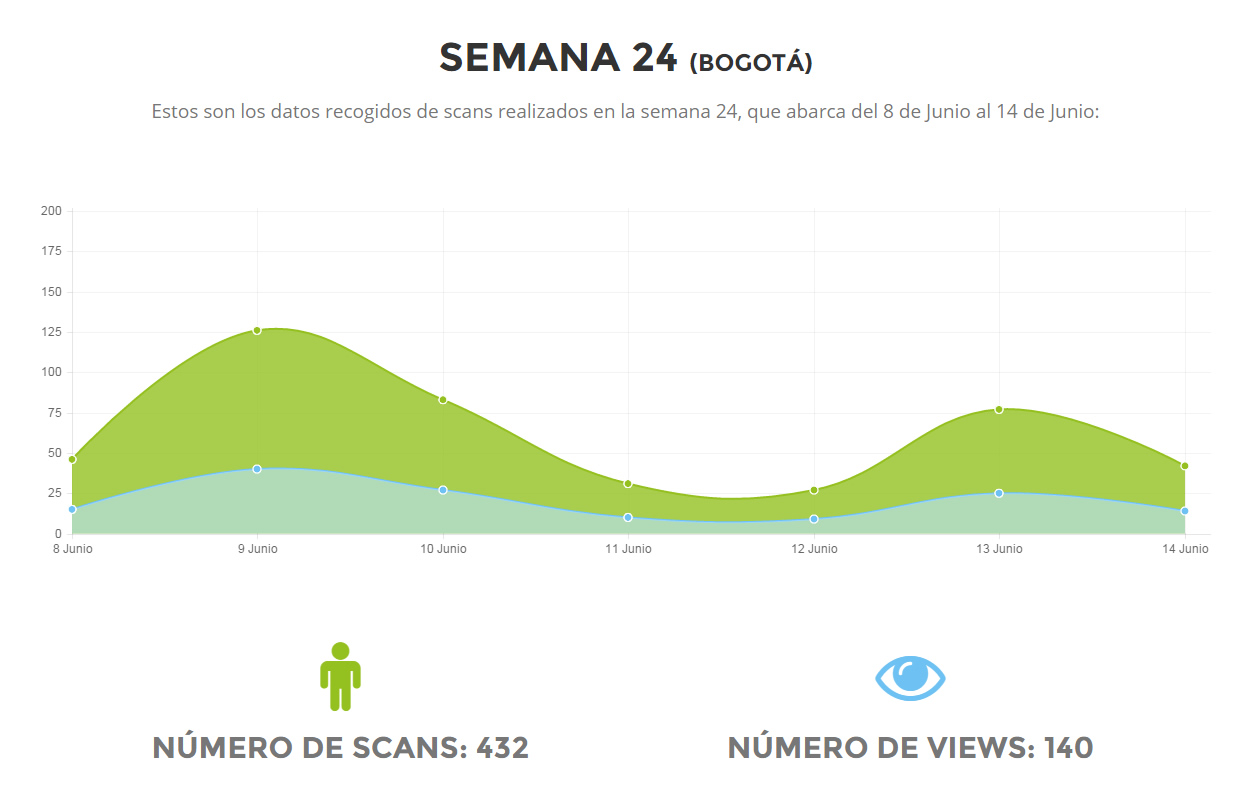 SEMANA 24 (BOGOTÁ)
Estos son los datos recogidos de scans realizados en la semana 24, que abarca del 8 de Junio al 14 de Junio:
200
175
150
125
100
75
50
25
0
8 Junio 9 Junio 10 Junio 11 Junio 12 Junio 13 Junio 14 Junio
NÚMERO DE SCANS: 432 NÚMERO DE VIEWS: 140